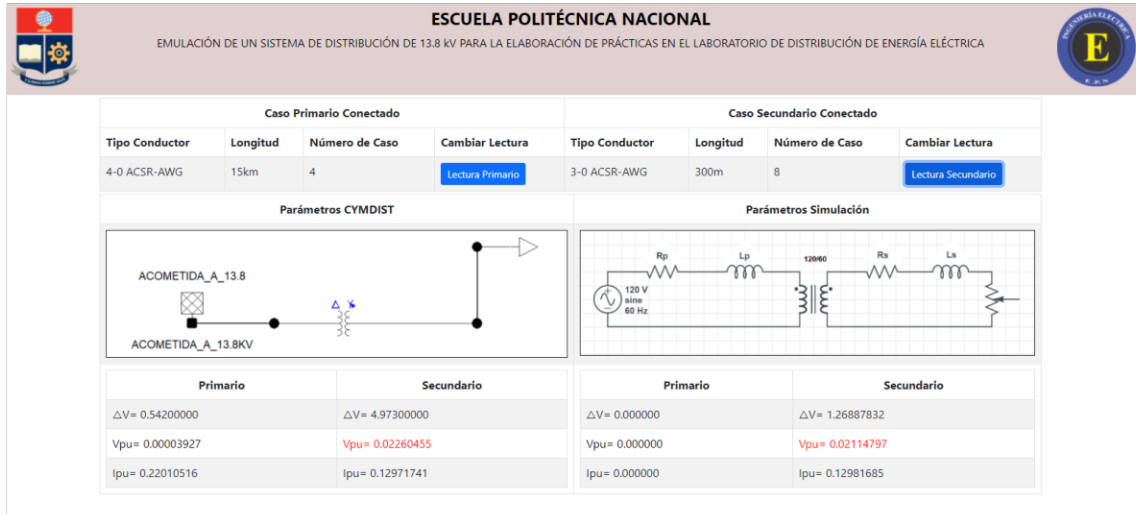 ESCUELA POLITÉCNICA NACIONAL
EMULACIÓN DE UN SISTEMA DE DISTRIBUCIÓN DE 13.8 kV PARA LA ELABORACIÓN DE PRÁCTICAS EN EL LABORATORIO DE DISTRIBUCIÓN DE ENERGÍA ELÉCTRICA
INGENIERÍA ELÉCTRICA
E
E.P.N
Caso Primario Conectado Caso Secundario Conectado
Tipo Conductor Longitud Número de Caso Cambiar Lectura Tipo Conductor Longitud Número de Caso Cambiar Lectura
4-0 ACSR-AWG 15km 4 Lectura Primario 3-0 ACSR-AWG 300m 8 Lectura Secundario
Parámetros CYMDIST Parámetros Simulación
ACOMETIDA_A_13.8
ACOMETIDA_A_13.8KV
Rp Lp 120/60 Rs Ls
120 V
sine
60 Hz
Primario Secundario Primario Secundario
△V= 0.54200000 △V= 4.97300000 △V= 0.000000 △V= 1.26887832
Vpu= 0.00003927 Vpu= 0.02260455 Vpu= 0.000000 Vpu= 0.02114797
Ipu= 0.22010516 Ipu= 0.12971741 Ipu= 0.000000 Ipu= 0.12981685